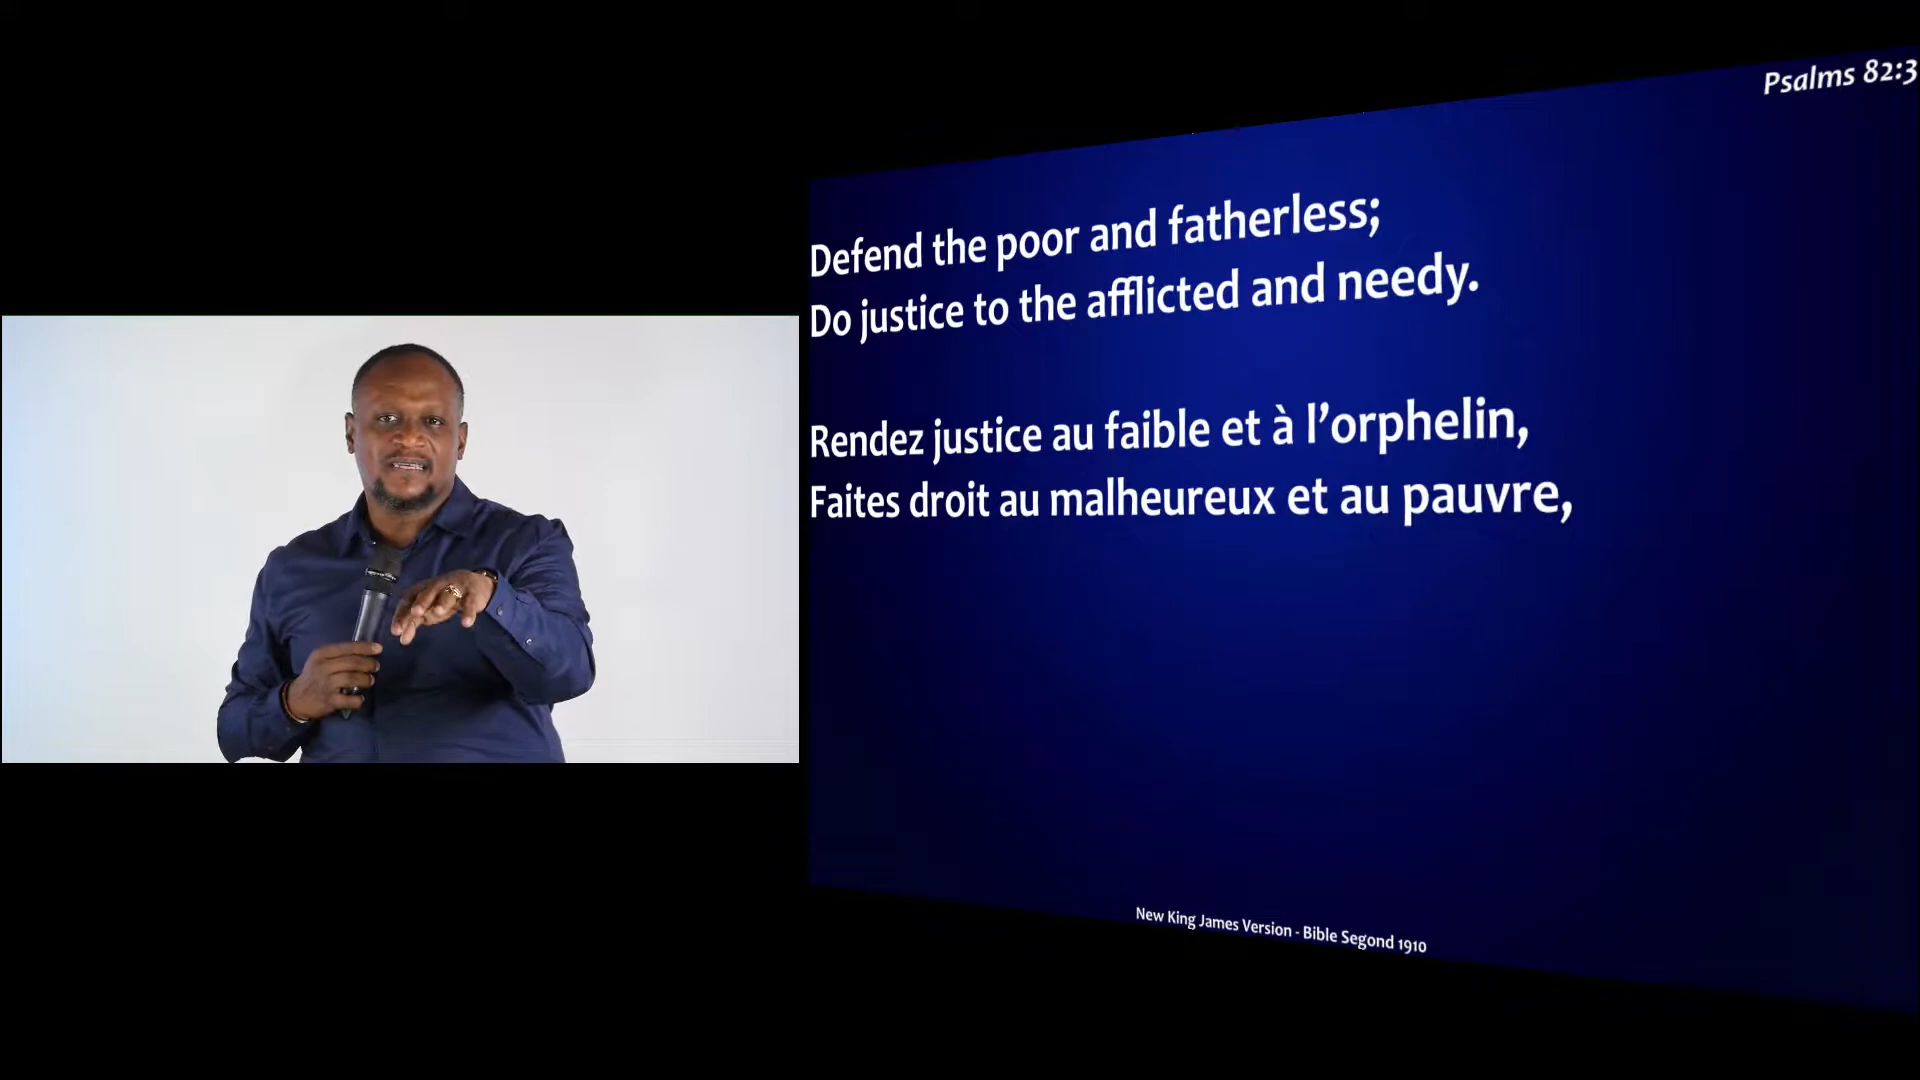 Psalms 82:3
Defend the poor and fatherless;
Do justice to the afflicted and needy.
Rendez justice au faible et à l’orphelin,
Faites droit au malheureux et au pauvre,
New King James Version - Bible Segond 1910